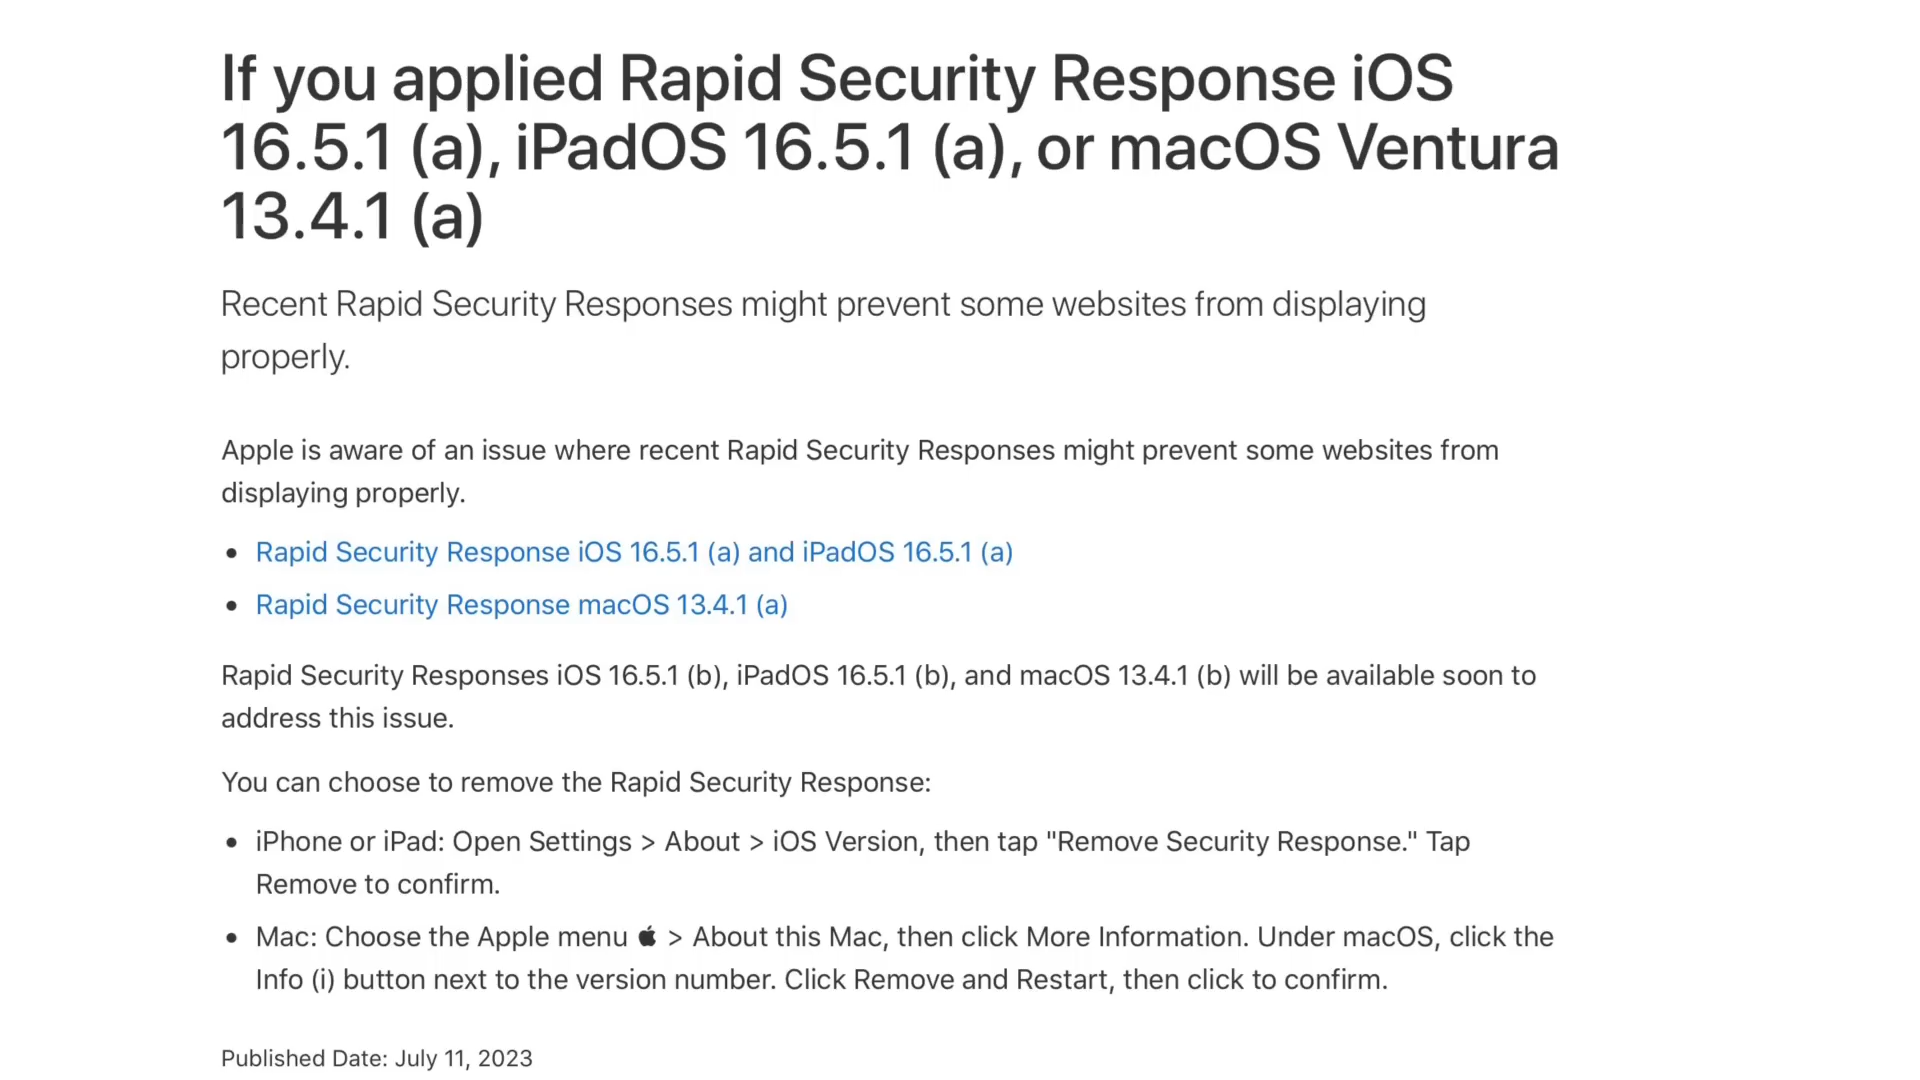 If you applied Rapid Security Response iOS
16.5.1 (a), iPadOS 16.5.1 (a), or macOS Ventura
13.4.1 (a)
Recent Rapid Security Responses might prevent some websites from displaying
properly.
Apple is aware of an issue where recent Rapid Security Responses might prevent some websites from
displaying properly.
• Rapid Security Response iOS 16.5.1 (a) and iPadOS 16.5.1 (a)
• Rapid Security Response macOS 13.4.1 (a)
Rapid Security Responses iOS 16.5.1 (b), iPadOS 16.5.1 (b), and macOS 13.4.1 (b) will be available soon to
address this issue.
You can choose to remove the Rapid Security Response:
• iPhone or iPad: Open Settings > About > iOS Version, then tap "Remove Security Response." Tap
Remove to confirm.
• Mac: Choose the Apple menu  > About this Mac, then click More Information. Under macOS, click the
Info (i) button next to the version number. Click Remove and Restart, then click to confirm.
Published Date: July 11, 2023